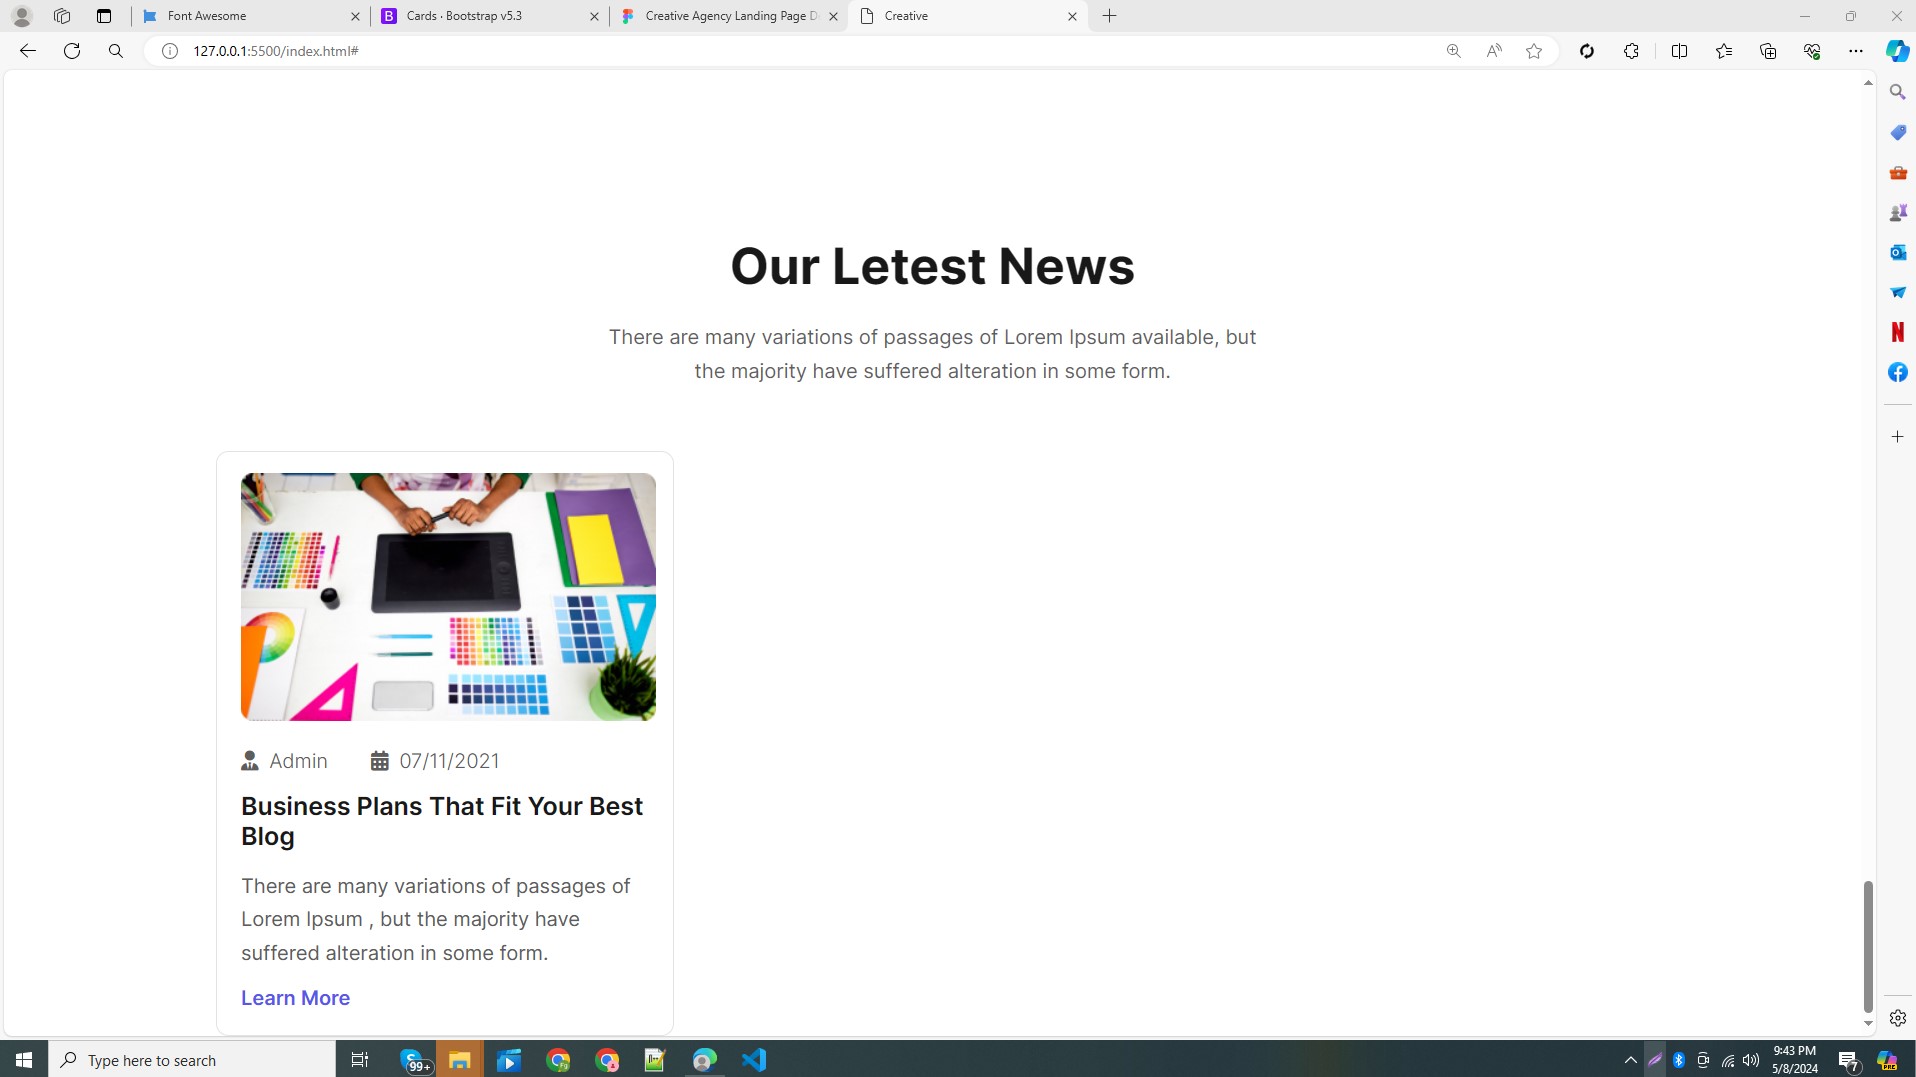 Font Awesome
Cards · Bootstrap v5.3
Creative Agency Landing Page D
Creative
127.0.0.1:5500/index.html#
Our Letest News
There are many variations of passages of Lorem Ipsum available, but
the majority have suffered alteration in some form.
Admin 07/11/2021
Business Plans That Fit Your Best
Blog
There are many variations of passages of
Lorem Ipsum , but the majority have
suffered alteration in some form.
Learn More
Type here to search
99+
9:43 PM
5/8/2024
7
PRE